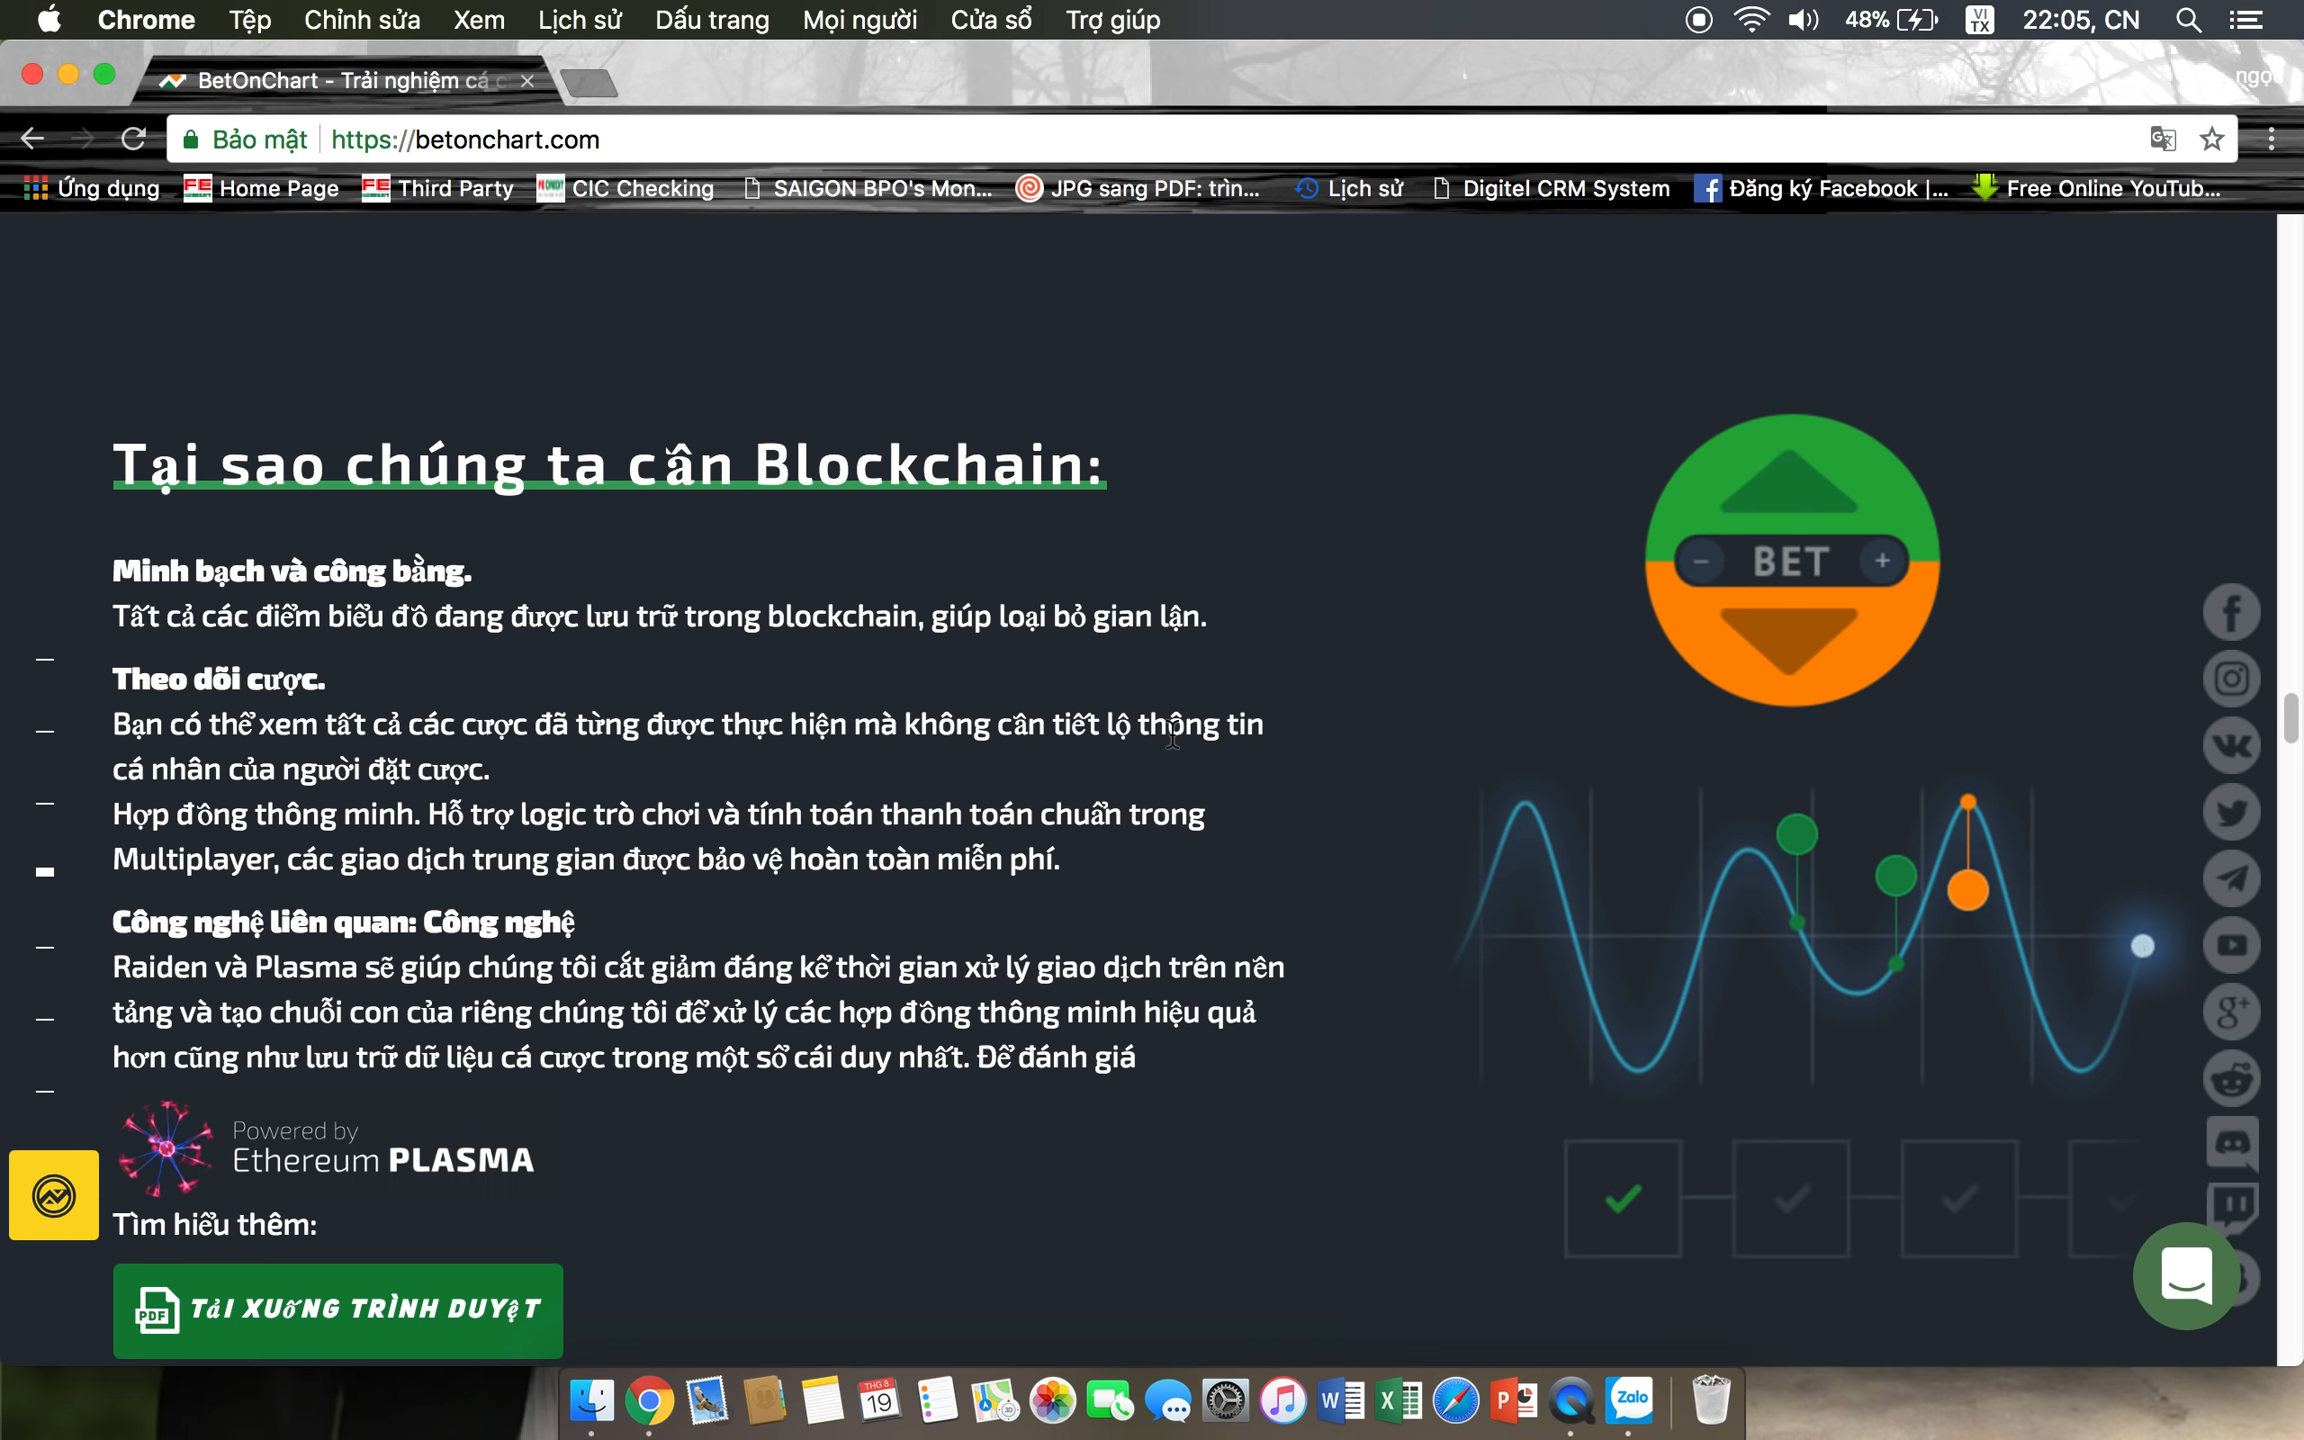 Chrome Tệp Chỉnh sửa Xem Lịch sử Dấu trang Mọi người Cửa sổ Trợ giúp 48% VI TX 22:05, CN
BetOnChart - Trải nghiệm cá c
Bảo mật https://betonchart.com
Ứng dụng Home Page Third Party CIC Checking SAIGON BPO's Mon... JPG sang PDF: trìn... Lịch sử Digitel CRM System Đăng ký Facebook |... Free Online YouTub...
Tại sao chúng ta cần Blockchain:
Minh bạch và công bằng.
Tất cả các điểm biểu đồ đang được lưu trữ trong blockchain, giúp loại bỏ gian lận.
Theo dõi cược.
Bạn có thể xem tất cả các cược đã từng được thực hiện mà không cần tiết lộ thông tin
cá nhân của người đặt cược.
Hợp đồng thông minh. Hỗ trợ logic trò chơi và tính toán thanh toán chuẩn trong
Multiplayer, các giao dịch trung gian được bảo vệ hoàn toàn miễn phí.
Công nghệ liên quan: Công nghệ
Raiden và Plasma sẽ giúp chúng tôi cắt giảm đáng kể thời gian xử lý giao dịch trên nền
tảng và tạo chuỗi con của riêng chúng tôi để xử lý các hợp đồng thông minh hiệu quả
hơn cũng như lưu trữ dữ liệu cá cược trong một sổ cái duy nhất. Để đánh giá
Powered by
Ethereum PLASMA
Tìm hiểu thêm:
PDF TảI XUốNG TRÌNH DUYệT
− BET +
THG 8
19
3D
Zalo